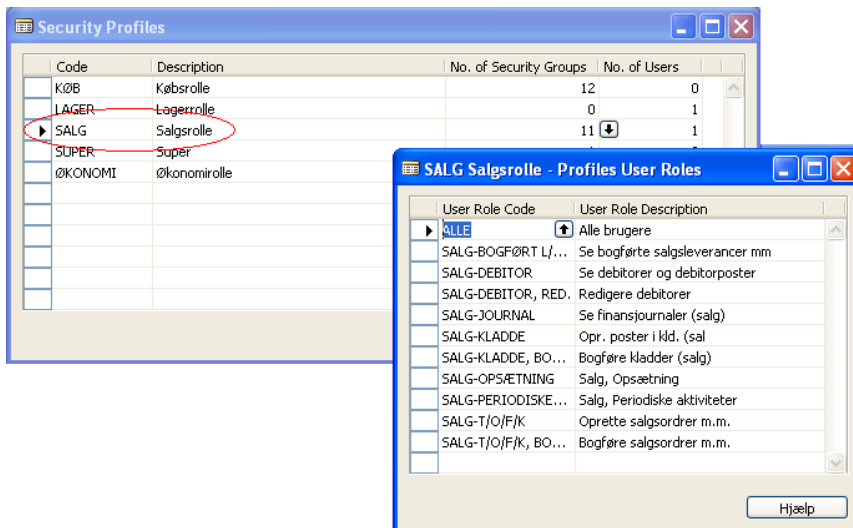 Security Profiles
Code Description No. of Security Groups No. of Users
KØB Købsrolle 12 0
LAGER Lagerrolle 0 1
SALG Salgsrolle 11 1
SUPER Super
ØKONOMI Økonomirolle
SALG Salgsrolle - Profiles User Roles
User Role Code User Role Description
ALLE Alle brugere
SALG-BOGFØRT L/... Se bogførte salgsleverancer mm
SALG-DEBITOR Se debitorer og debitorposter
SALG-DEBITOR, RED. Redigere debitorer
SALG-JOURNAL Se finansjournaler (salg)
SALG-KLADDE Opr. poster i kld. (sal
SALG-KLADDE, BO... Bogføre kladder (salg)
SALG-OPSÆTNING Salg, Opsætning
SALG-PERIODISKE... Salg, Periodiske aktiviteter
SALG-T/O/F/K Oprette salgsordrer m.m.
SALG-T/O/F/K, BO... Bogføre salgsordrer m.m.
Hjælp